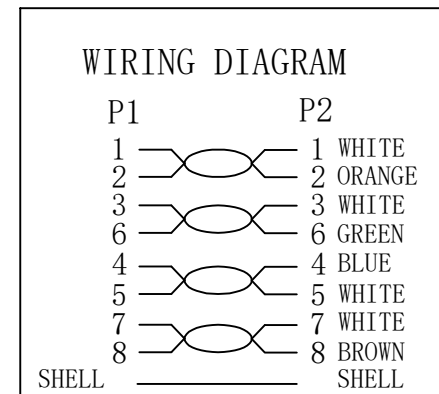 WIRING DIAGRAM
P1 P2
1 1 WHITE
2 2 ORANGE
3 3 WHITE
6 6 GREEN
4 4 BLUE
5 5 WHITE
7 7 WHITE
8 8 BROWN
SHELL SHELL